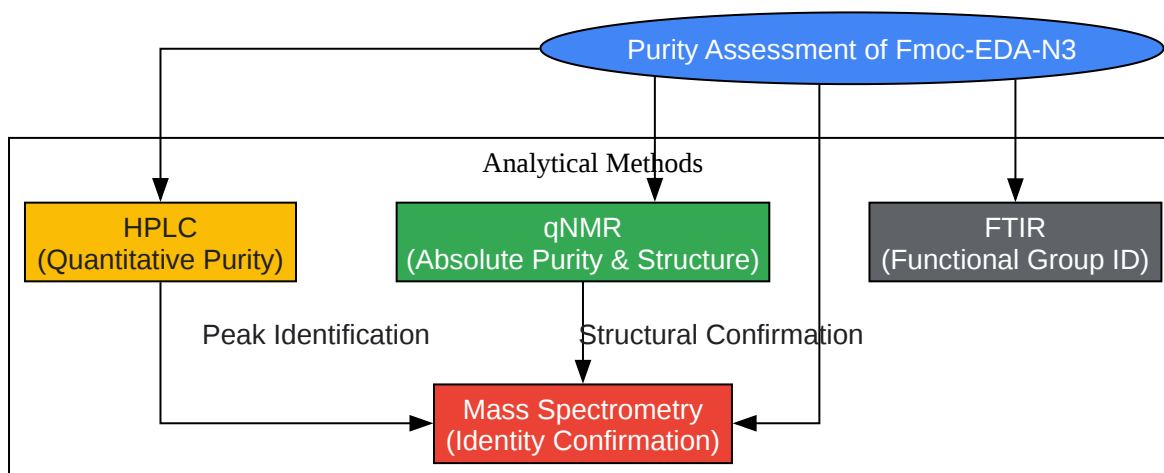 Purity Assessment of Fmoc-EDA-N3
Analytical Methods
HPLC
(Quantitative Purity)
qNMR
(Absolute Purity & Structure)
FTIR
(Functional Group ID)
Peak Identification
Structural Confirmation
Mass Spectrometry
(Identity Confirmation)